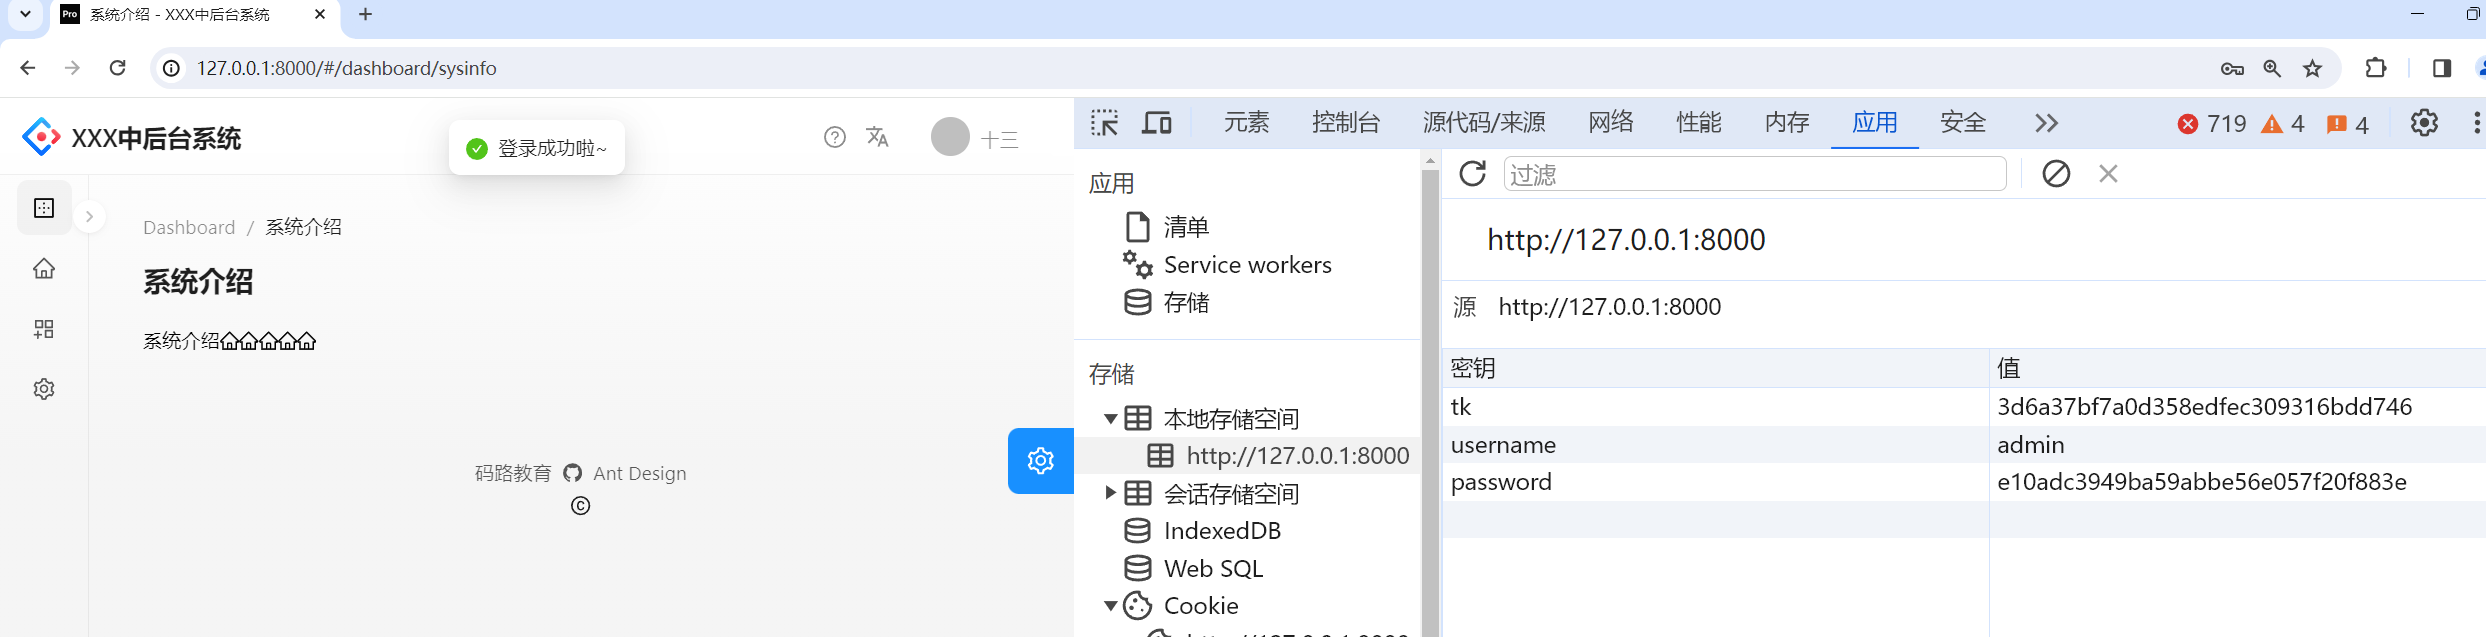 Pro 系统介绍 - XXX中后台系统
127.0.0.1:8000/#/dashboard/sysinfo
XXX中后台系统
登录成功啦~
十三
Dashboard / 系统介绍
系统介绍
系统介绍
码路教育 Ant Design
©
元素 控制台 源代码/来源 网络 性能 内存 应用 安全 719 4 4
应用
清单
Service workers
存储
存储
本地存储空间
http://127.0.0.1:8000
会话存储空间
IndexedDB
Web SQL
Cookie
过滤
http://127.0.0.1:8000
源 http://127.0.0.1:8000
密钥 值
tk 3d6a37bf7a0d358edfec309316bdd746
username admin
password e10adc3949ba59abbe56e057f20f883e